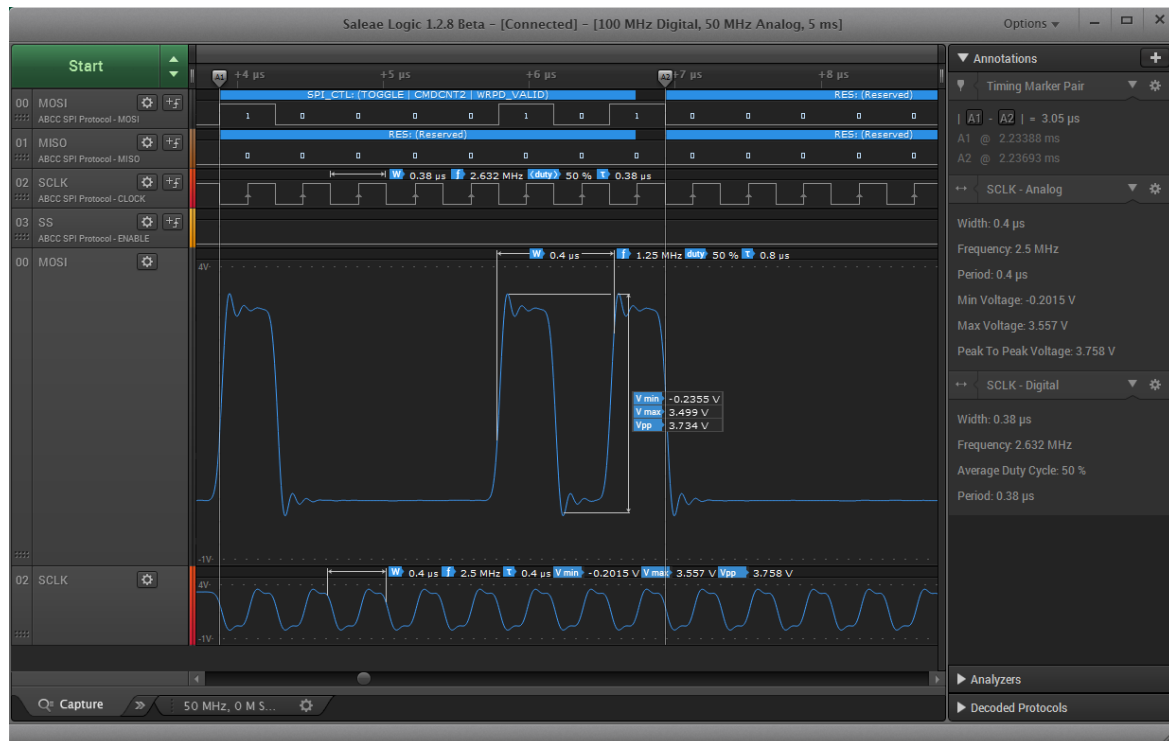 Saleae Logic 1.2.8 Beta - [Connected] - [100 MHz Digital, 50 MHz Analog, 5 ms]
Options
Start
A1 +4 µs +5 µs +6 µs A2 +7 µs +8 µs
00 MOSI
ABCC SPI Protocol - MOSI
SPI_CTL: (TOGGLE | CMDCNT2 | WRPD_VALID) RES: (Reserved)
1 0 0 0 0 1 0 1 0 0 0 0 0
01 MISO
ABCC SPI Protocol - MISO
RES: (Reserved) RES: (Reserved)
0 0 0 0 0 0 0 0 0 0 0 0 0
02 SCLK
ABCC SPI Protocol - CLOCK
W 0.38 µs f 2.632 MHz (duty) 50 % T 0.38 µs
03 SS
ABCC SPI Protocol - ENABLE
00 MOSI
W 0.4 µs f 1.25 MHz duty 50 % T 0.8 µs
4V
V min -0.2355 V
V max 3.499 V
Vpp 3.734 V
-1V
02 SCLK
W 0.4 µs f 2.5 MHz T 0.4 µs V min -0.2015 V V max 3.557 V Vpp 3.758 V
4V
-1V
Capture
50 MHz, 0 M S...
Annotations
Timing Marker Pair
| A1 - A2 | = 3.05 µs
A1 @ 2.23388 ms
A2 @ 2.23693 ms
SCLK - Analog
Width: 0.4 µs
Frequency: 2.5 MHz
Period: 0.4 µs
Min Voltage: -0.2015 V
Max Voltage: 3.557 V
Peak To Peak Voltage: 3.758 V
SCLK - Digital
Width: 0.38 µs
Frequency: 2.632 MHz
Average Duty Cycle: 50 %
Period: 0.38 µs
Analyzers
Decoded Protocols